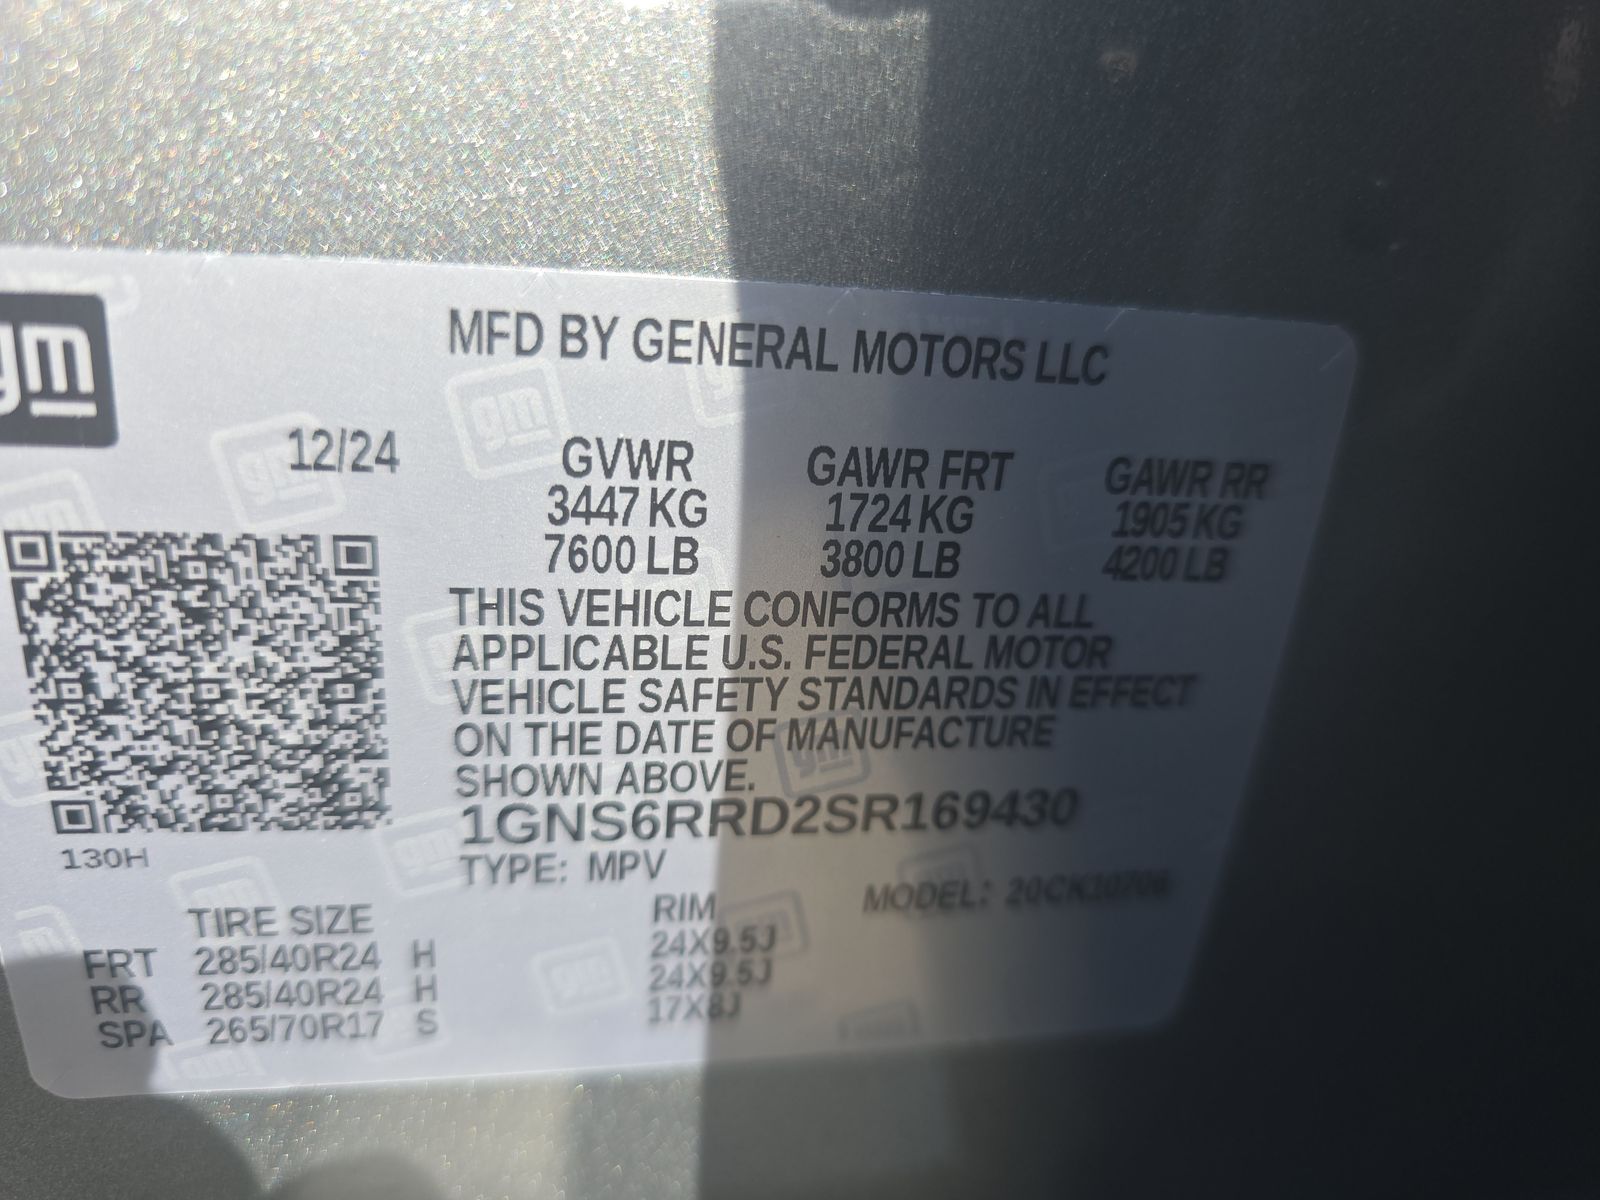 gm
MFD BY GENERAL MOTORS LLC
12/24
GVWR GAWR FRT GAWR RR
3447 KG 1724 KG 1905 KG
7600 LB 3800 LB 4200 LB
THIS VEHICLE CONFORMS TO ALL
APPLICABLE U.S. FEDERAL MOTOR
VEHICLE SAFETY STANDARDS IN EFFECT
ON THE DATE OF MANUFACTURE
SHOWN ABOVE.
1GNS6RRD2SR169430
130H
TYPE: MPV
MODEL: 20CK10706
TIRE SIZE RIM
FRT 285/40R24 H 24X9.5J
RR 285/40R24 H 24X9.5J
SPA 265/70R17 S 17X8J